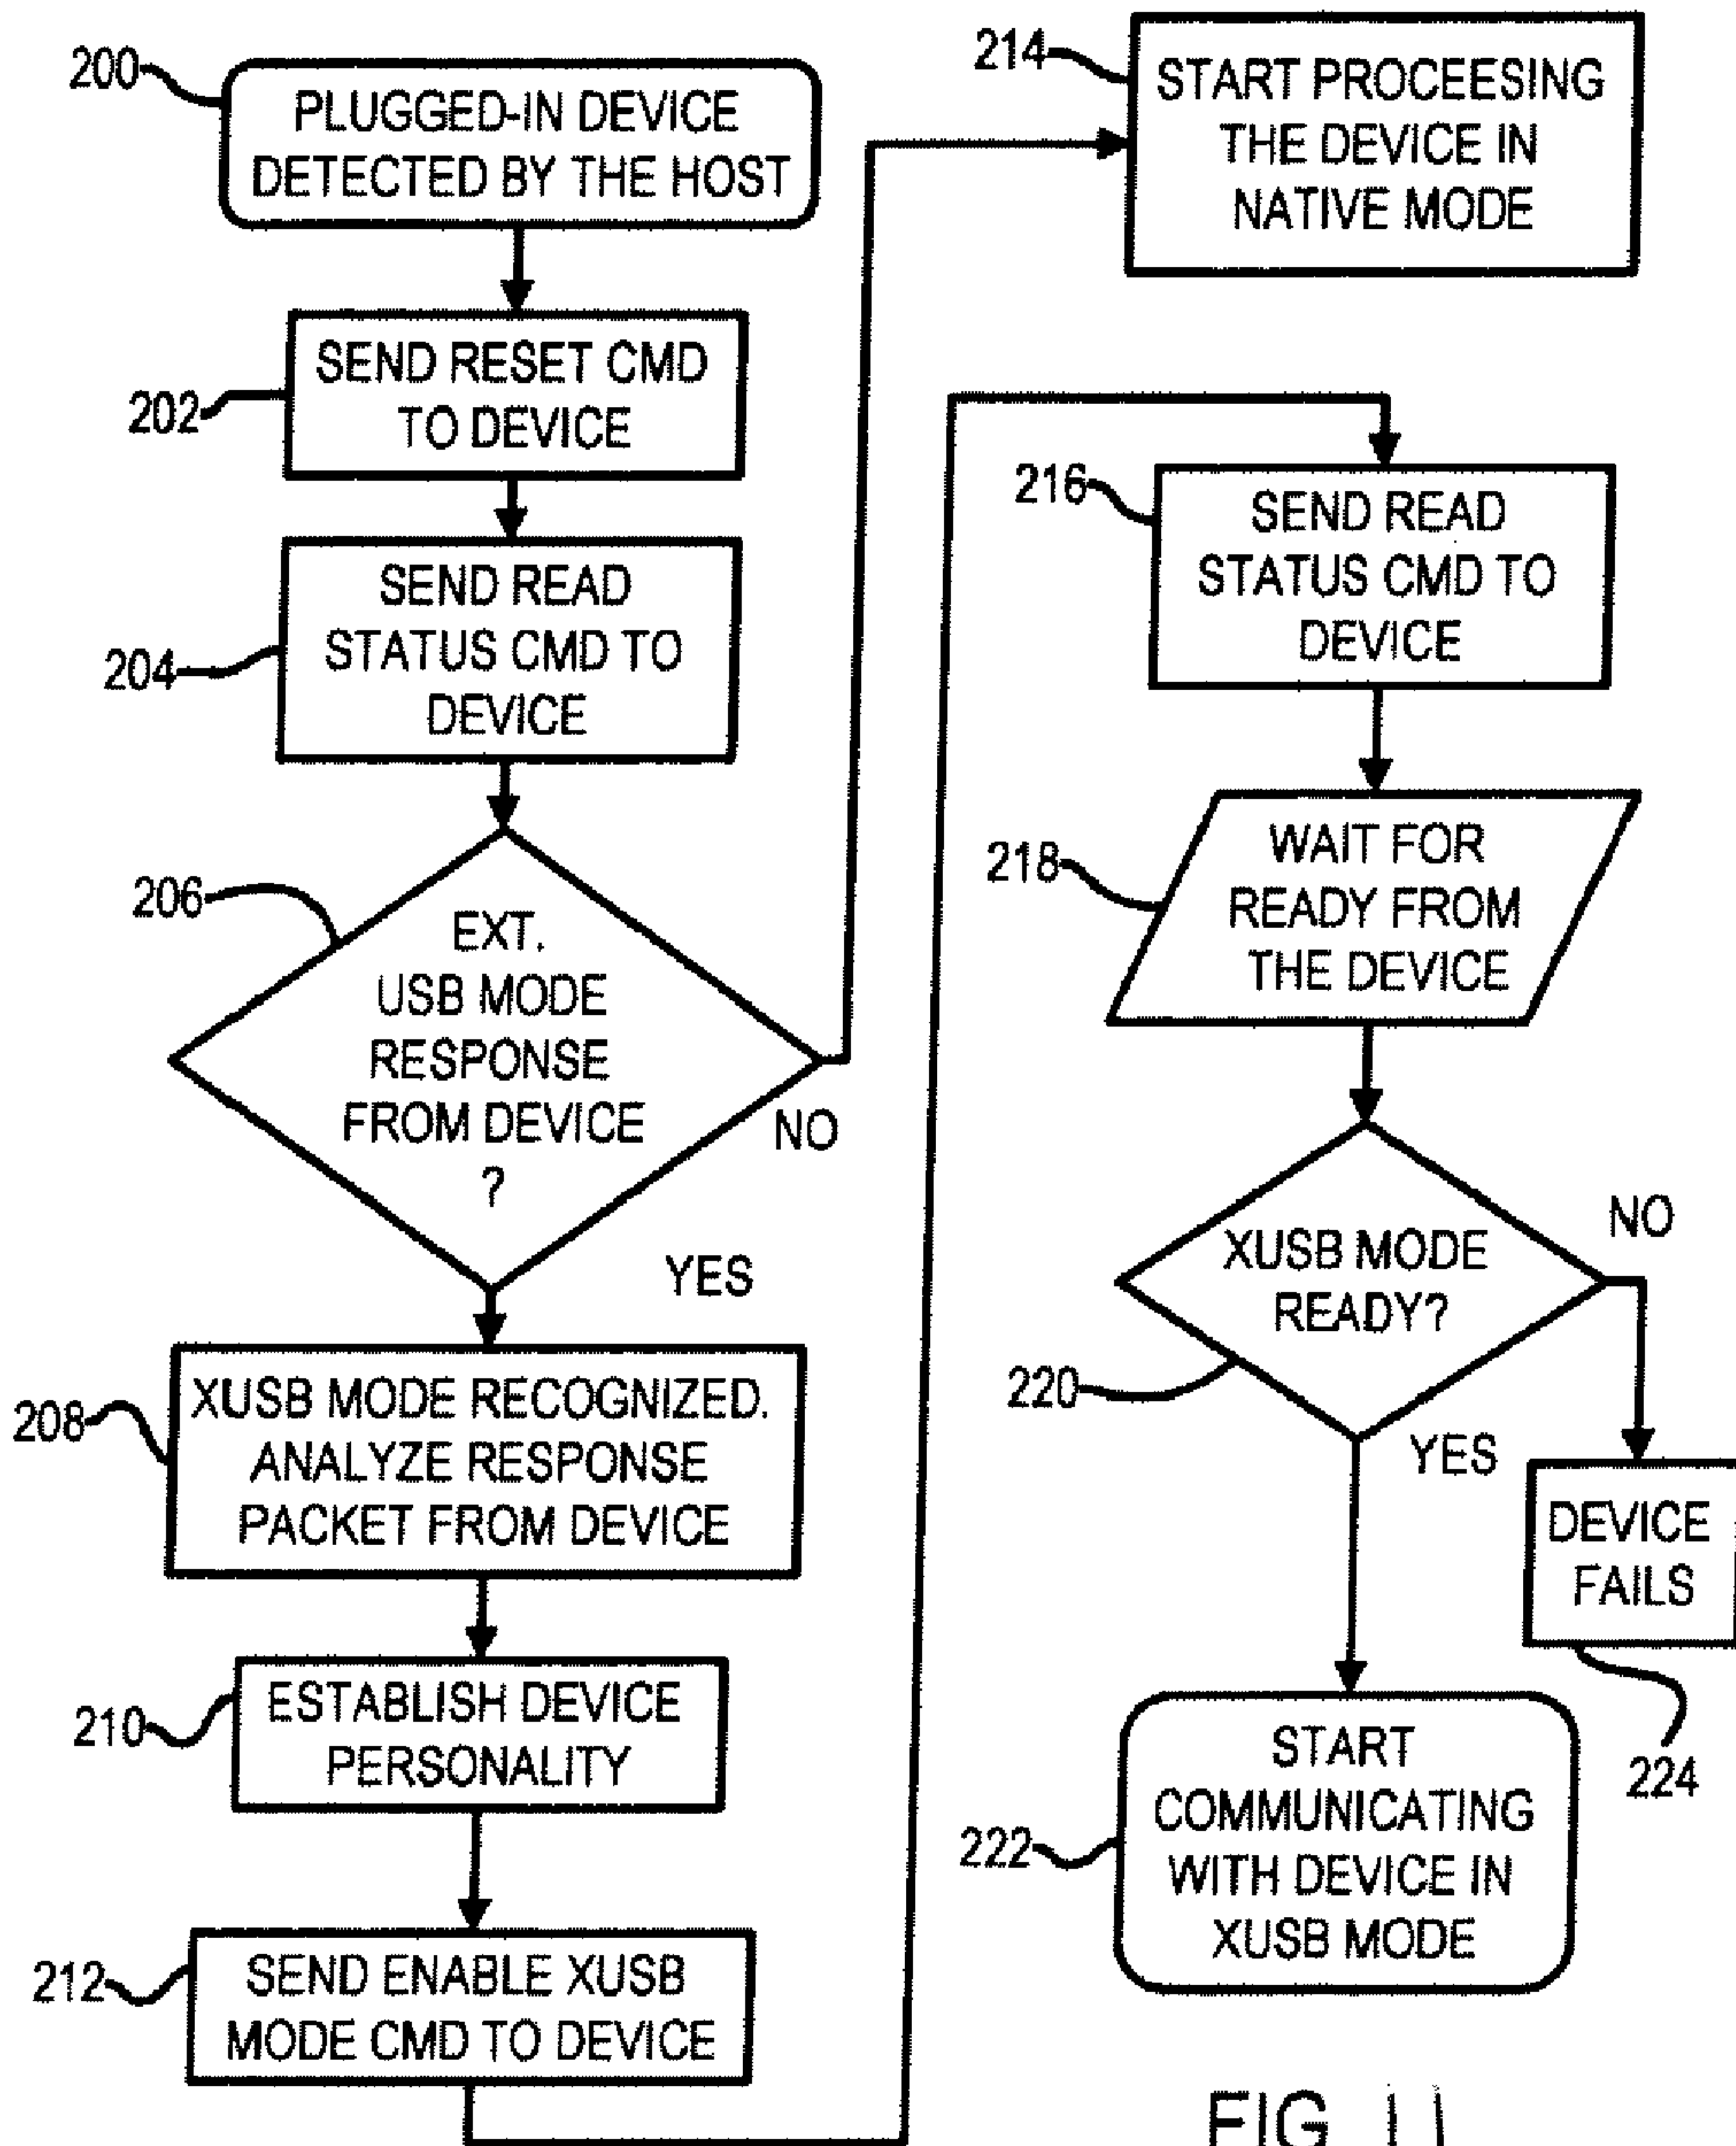 200
PLUGGED-IN DEVICE
DETECTED BY THE HOST
202
SEND RESET CMD
TO DEVICE
204
SEND READ
STATUS CMD TO
DEVICE
206
EXT.
USB MODE
RESPONSE
FROM DEVICE
?
NO
YES
208
XUSB MODE RECOGNIZED.
ANALYZE RESPONSE
PACKET FROM DEVICE
210
ESTABLISH DEVICE
PERSONALITY
212
SEND ENABLE XUSB
MODE CMD TO DEVICE
214
START PROCEESING
THE DEVICE IN
NATIVE MODE
216
SEND READ
STATUS CMD TO
DEVICE
218
WAIT FOR
READY FROM
THE DEVICE
220
XUSB MODE
READY?
NO
YES
DEVICE
FAILS
224
222
START
COMMUNICATING
WITH DEVICE IN
XUSB MODE
FIG. 11